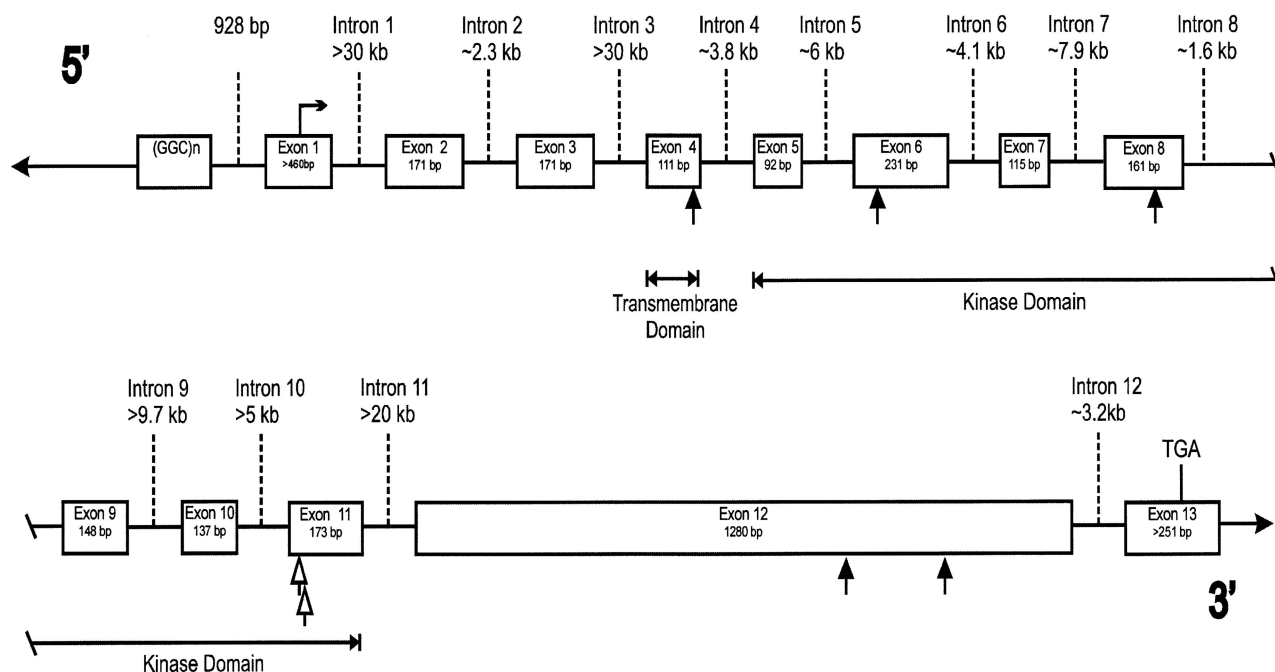 5'
928 bp
Intron 1
>30 kb
Intron 2
~2.3 kb
Intron 3
>30 kb
Intron 4
~3.8 kb
Intron 5
~6 kb
Intron 6
~4.1 kb
Intron 7
~7.9 kb
Intron 8
~1.6 kb
(GGC)n
Exon 1
>460bp
Exon 2
171 bp
Exon 3
171 bp
Exon 4
111 bp
Exon 5
92 bp
Exon 6
231 bp
Exon 7
115 bp
Exon 8
161 bp
Transmembrane
Domain
Kinase Domain
Intron 9
>9.7 kb
Intron 10
>5 kb
Intron 11
>20 kb
Intron 12
~3.2kb
TGA
Exon 9
148 bp
Exon 10
137 bp
Exon 11
173 bp
Exon 12
1280 bp
Exon 13
>251 bp
3'
Kinase Domain